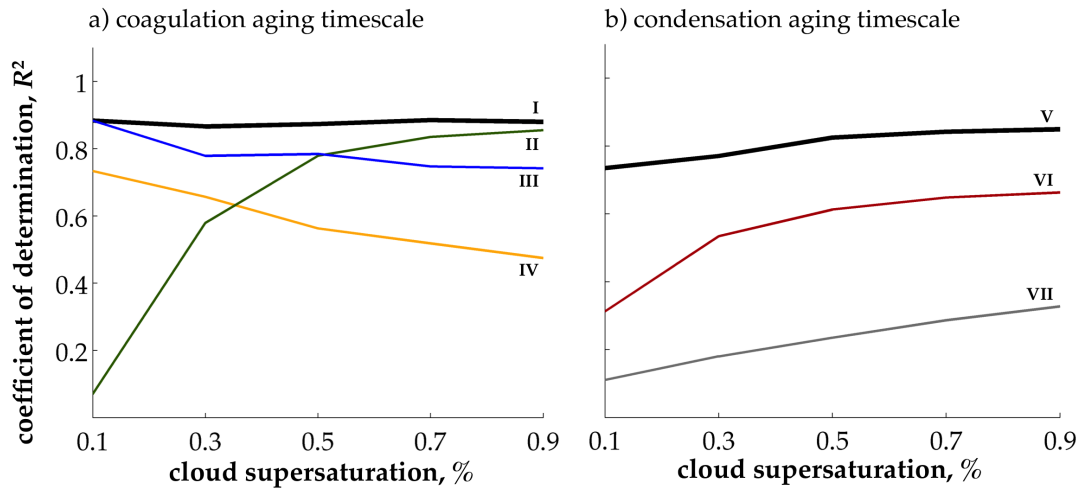 a) coagulation aging timescale
b) condensation aging timescale
coefficient of determination, R²
1
0.8
0.6
0.4
0.2
I
II
III
IV
0.1 0.3 0.5 0.7 0.9
cloud supersaturation, %
V
VI
VII
0.1 0.3 0.5 0.7 0.9
cloud supersaturation, %